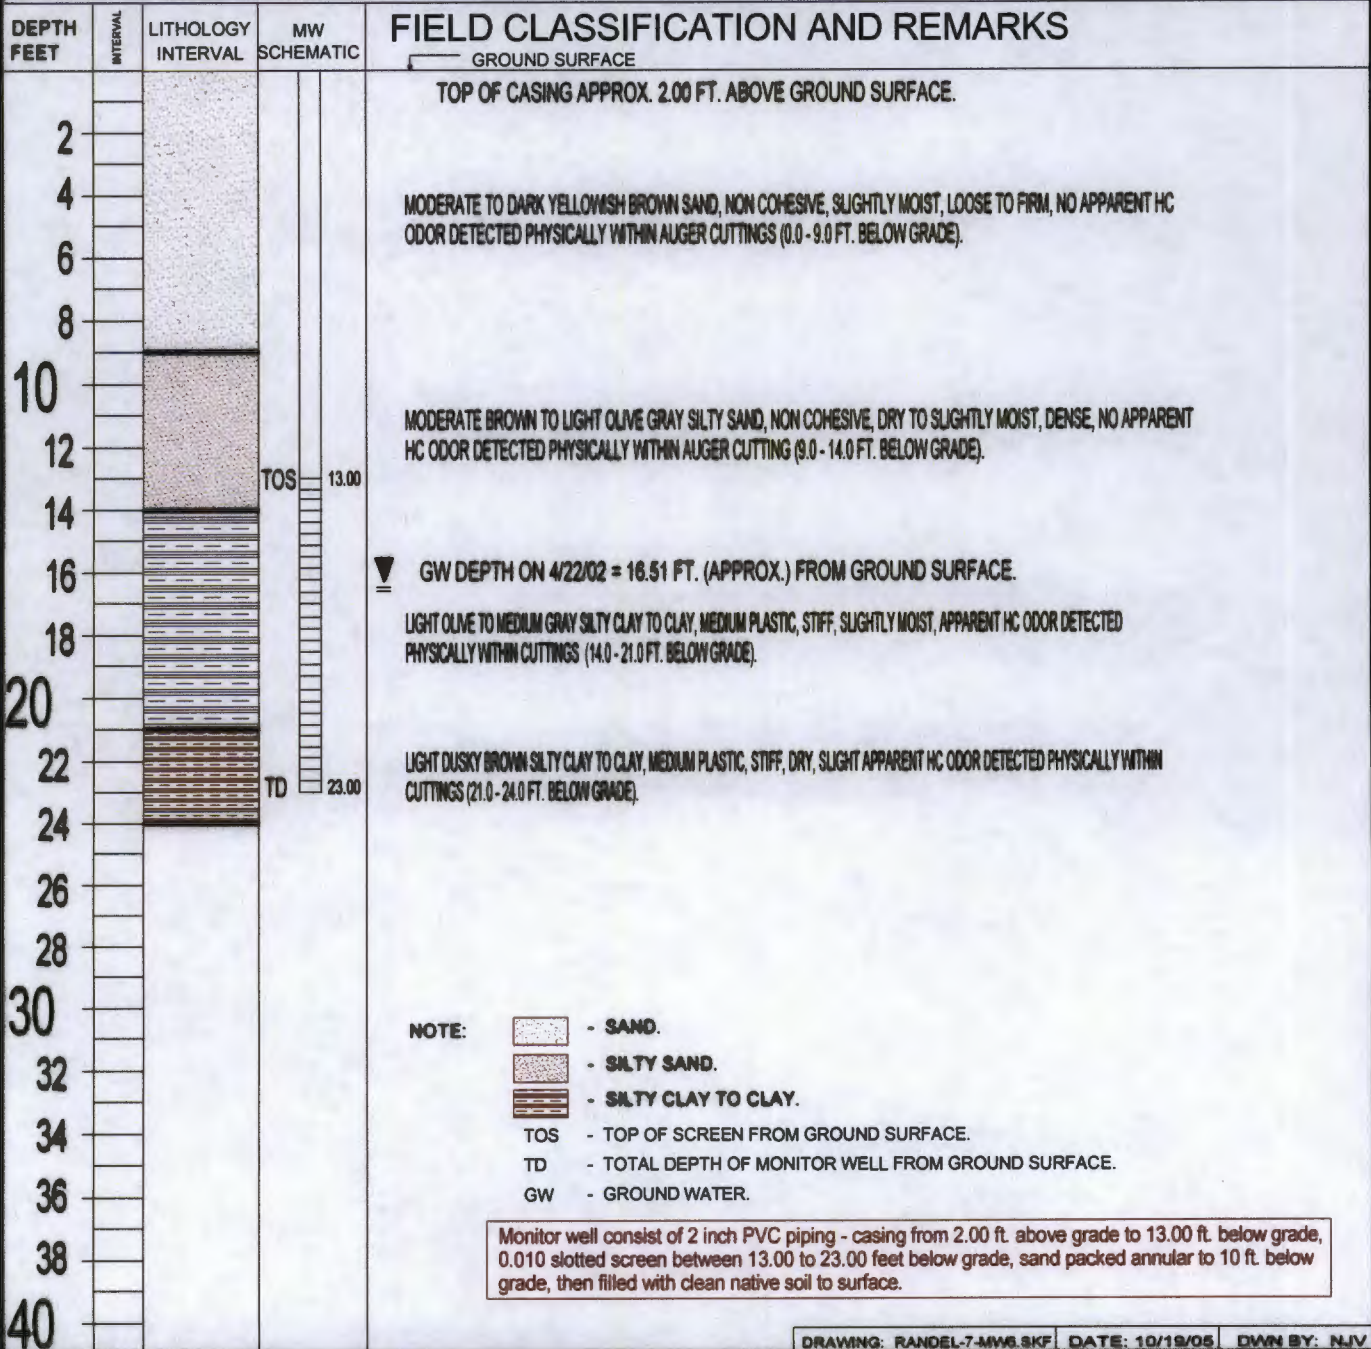 DEPTH FEET
INTERVAL
LITHOLOGY INTERVAL
MW SCHEMATIC
FIELD CLASSIFICATION AND REMARKS
GROUND SURFACE
TOP OF CASING APPROX. 2.00 FT. ABOVE GROUND SURFACE.
2
4
MODERATE TO DARK YELLOWISH BROWN SAND, NON COHESIVE, SLIGHTLY MOIST, LOOSE TO FIRM, NO APPARENT HC
ODOR DETECTED PHYSICALLY WITHIN AUGER CUTTINGS (0.0 - 9.0 FT. BELOW GRADE).
6
8
10
MODERATE BROWN TO LIGHT OLIVE GRAY SILTY SAND, NON COHESIVE, DRY TO SLIGHTLY MOIST, DENSE, NO APPARENT
HC ODOR DETECTED PHYSICALLY WITHIN AUGER CUTTING (9.0 - 14.0 FT. BELOW GRADE).
12
TOS 13.00
14
16
GW DEPTH ON 4/22/02 = 16.51 FT. (APPROX.) FROM GROUND SURFACE.
LIGHT OLIVE TO MEDIUM GRAY SILTY CLAY TO CLAY, MEDIUM PLASTIC, STIFF, SLIGHTLY MOIST, APPARENT HC ODOR DETECTED
PHYSICALLY WITHIN CUTTINGS (14.0 - 21.0 FT. BELOW GRADE).
18
20
22
LIGHT DUSKY BROWN SILTY CLAY TO CLAY, MEDIUM PLASTIC, STIFF, DRY, SLIGHT APPARENT HC ODOR DETECTED PHYSICALLY WITHIN
CUTTINGS (21.0 - 24.0 FT. BELOW GRADE).
TD 23.00
24
26
28
30
NOTE: - SAND.
- SILTY SAND.
32
- SILTY CLAY TO CLAY.
34
TOS - TOP OF SCREEN FROM GROUND SURFACE.
TD - TOTAL DEPTH OF MONITOR WELL FROM GROUND SURFACE.
36
GW - GROUND WATER.
Monitor well consist of 2 inch PVC piping - casing from 2.00 ft. above grade to 13.00 ft. below grade,
38
0.010 slotted screen between 13.00 to 23.00 feet below grade, sand packed annular to 10 ft. below
grade, then filled with clean native soil to surface.
40
DRAWING: RANDEL-7-MW6.SKF DATE: 10/19/05 DWN BY: NJV